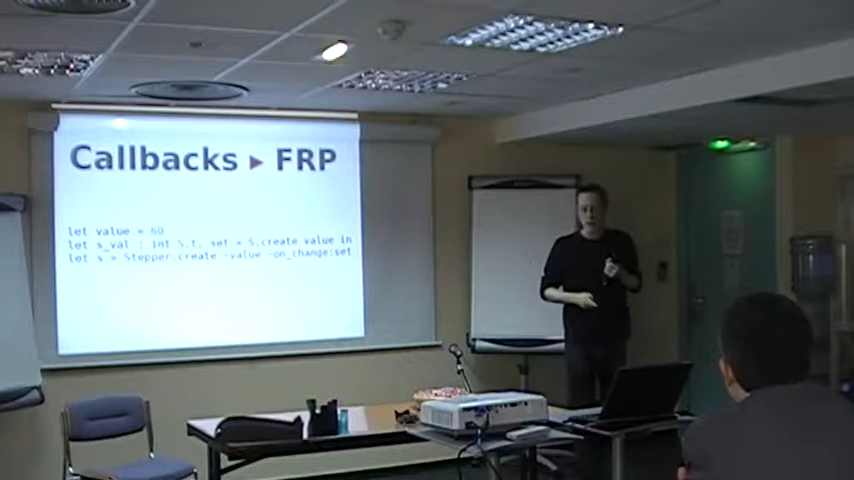 Callbacks ▸ FRP
let value = 60
let s_val : int S.t, set = S.create value in
let s = Stepper.create ~value ~on_change:set